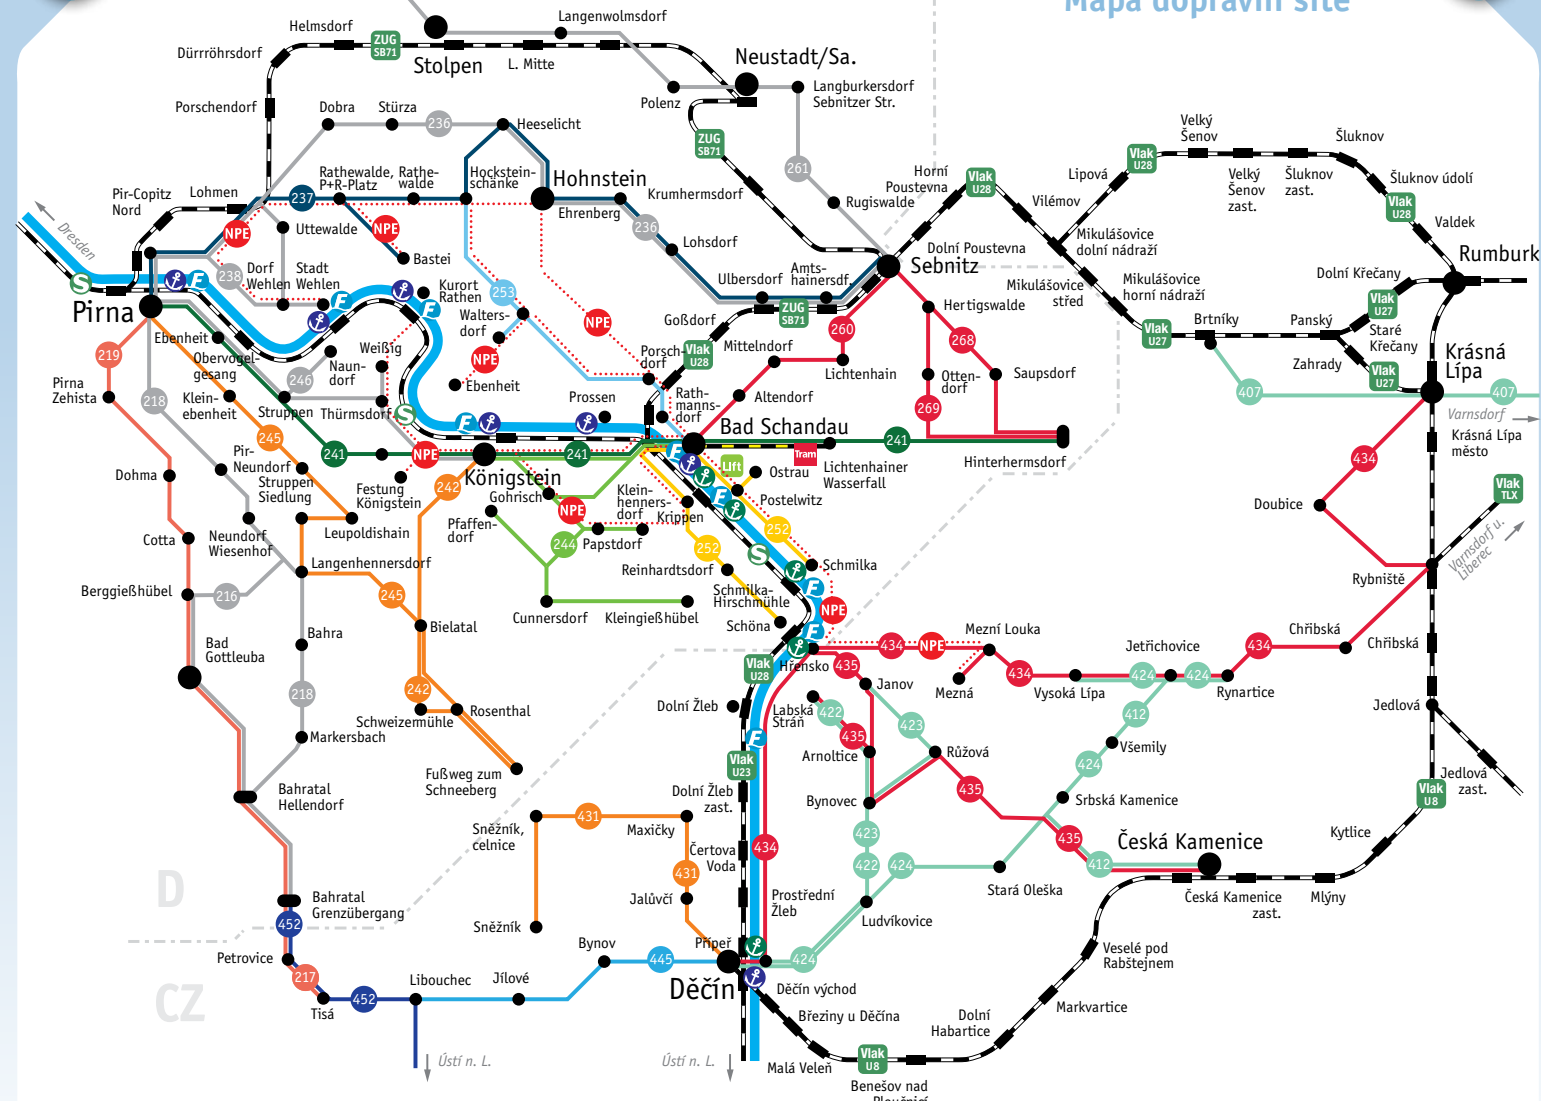 Mapa dopravní sítě
Langenwolmsdorf
Helmsdorf
ZUG
SB71
Dürrröhrsdorf
Stolpen
L. Mitte
Neustadt/Sa.
Polenz
Langburkersdorf
Sebnitzer Str.
Porschendorf
Dobra
Stürza
236
Heeselicht
ZUG
SB71
261
Velký
Šenov
Šluknov
Vlak
U28
Lipová
Velký
Šenov
zast.
Šluknov
zast.
Šluknov údolí
Vlak
U28
Valdek
Rumburk
Pir-Copitz
Nord
Lohmen
237
Rathewalde,
P+R-Platz
Rathe-
walde
Hockstein-
schänke
Hohnstein
Ehrenberg
Krumhermsdorf
236
Rugiswalde
Horní
Poustevna
Vlak
U28
Vilémov
Mikulášovice
dolní nádraží
Dresden
NPE
Uttewalde
NPE
Bastei
Lohsdorf
Dolní Poustevna
Sebnitz
S
F
238
Dorf
Wehlen
Stadt
Wehlen
F
Kurort
Rathen
F
253
Ulbersdorf
Amts-
hainersdf.
Mikulášovice
střed
Mikulášovice
horní nádraží
Dolní Křečany
Vlak
U27
Pirna
Walters-
dorf
NPE
Goßdorf
ZUG
SB71
Hertigswalde
Vlak
U27
Brtníky
Panský
Staré
Křečany
Ebenheit
Obervogel-
gesang
Weißig
NPE
Porsch-
dorf
Vlak
U28
Mittelndorf
260
268
Zahrady
Vlak
U27
Krásná
Lípa
219
Naun-
dorf
246
Ebenheit
Lichtenhain
Otten-
dorf
Saupsdorf
407
407
Varnsdorf
Pirna
Zehista
218
Klein-
ebenheit
Struppen
Thürmsdorf
S
F
Prossen
Rath-
manns-
dorf
Altendorf
269
Krásná Lípa
město
245
Bad Schandau
241
Hinterhermsdorf
434
Dohma
Pir-
Neundorf
Struppen
Siedlung
241
NPE
Königstein
241
F
Tram
Lift
Ostrau
Lichtenhainer
Wasserfall
Festung
Königstein
242
Gohrisch
Klein-
henners-
dorf
F
Postelwitz
Vlak
TLX
Doubice
Cotta
Neundorf
Wiesenhof
Leupoldishain
Pfaffen-
dorf
NPE
Krippen
252
Varnsdorf u.
Liberec
244
Papstdorf
252
S
Schmilka
Langenhennersdorf
Reinhardtsdorf
Rybniště
Berggießhübel
216
245
Schmilka-
Hirschmühle
F
NPE
Cunnersdorf
Kleingießhübel
Schöna
F
Bad
Gottleuba
Bahra
Bielatal
434
NPE
Mezní Louka
Chřibská
434
Chřibská
Jetřichovice
Vlak
U28
Hřensko
435
Janov
Mezná
434
Vysoká Lípa
424
424
Rynartice
218
242
Schweizermühle
Rosenthal
Dolní Žleb
Labská
Stráň
422
423
412
Jedlová
Markersbach
F
435
Arnoltice
Růžová
Všemily
Vlak
U23
424
Fußweg zum
Schneeberg
Bahratal
Hellendorf
Dolní Žleb
zast.
Bynovec
435
Srbská Kamenice
Jedlová
zast.
Vlak
U8
Sněžník,
celnice
431
Maxičky
423
435
Česká Kamenice
Kytlice
Čertova
Voda
434
422
424
412
D
431
Stará Oleška
Česká Kamenice
zast.
Mlýny
Bahratal
Grenzübergang
Jalůvčí
Prostřední
Žleb
Ludvíkovice
452
Sněžník
Petrovice
Bynov
445
Přípeř
424
Veselé pod
Rabštejnem
217
CZ
Tisá
452
Libouchec
Jílové
Děčín
Děčín východ
Markvartice
Březiny u Děčína
Dolní
Habartice
Ústí n. L.
Ústí n. L.
Malá Veleň
Vlak
U8
Benešov nad
Ploučnicí